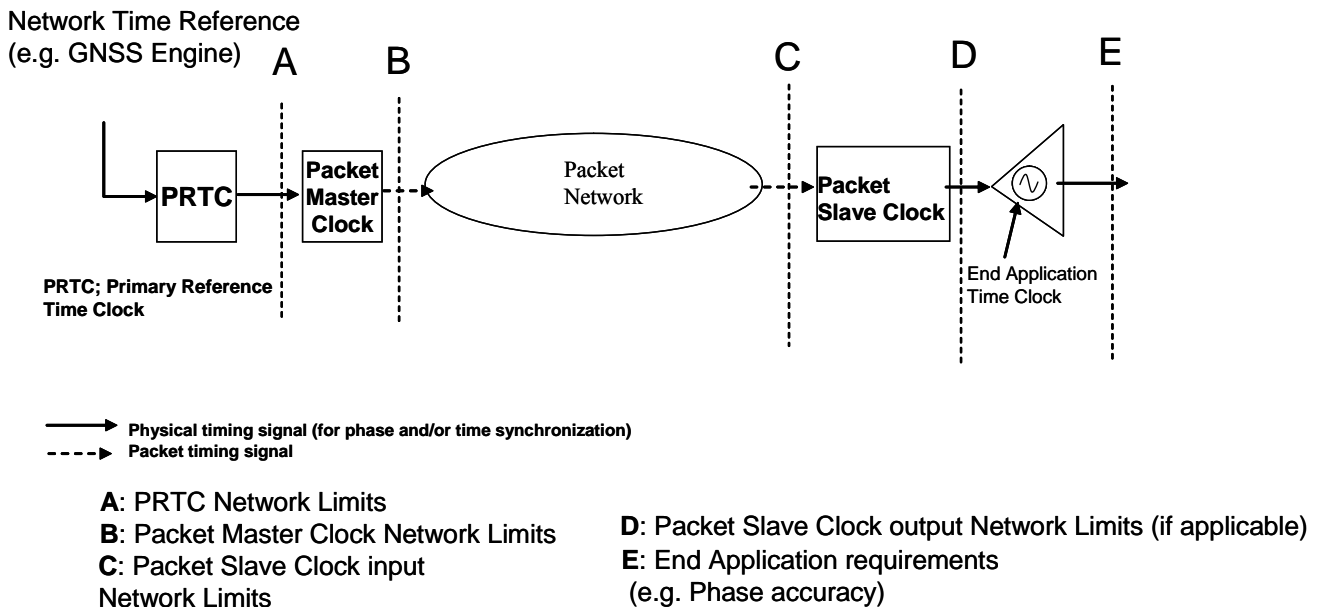 Network Time Reference
(e.g. GNSS Engine)
A
B
C
D
E
PRTC
Packet
Master
Clock
Packet
Network
Packet
Slave Clock
PRTC; Primary Reference
Time Clock
End Application
Time Clock
Physical timing signal (for phase and/or time synchronization)
Packet timing signal
A: PRTC Network Limits
B: Packet Master Clock Network Limits
C: Packet Slave Clock input
Network Limits
D: Packet Slave Clock output Network Limits (if applicable)
E: End Application requirements
(e.g. Phase accuracy)